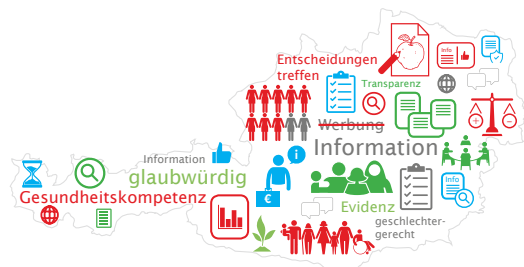 Entscheidungen
treffen
Info
Transparenz
Werbung
Information
Information
glaubwürdig
i
Info
Gesundheitskompetenz
€
Evidenz
geschlechter-
gerecht